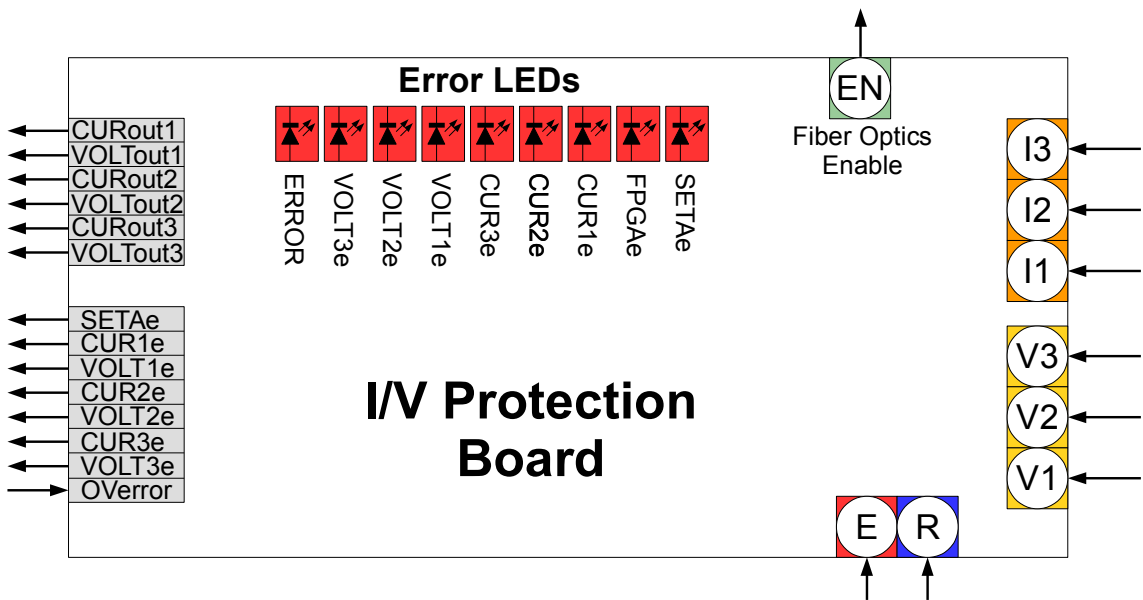 Error LEDs
EN
Fiber Optics
Enable
CURout1
VOLTout1
CURout2
VOLTout2
CURout3
VOLTout3
ERROR
VOLT3e
VOLT2e
VOLT1e
CUR3e
CUR2e
CUR1e
FPGAe
SETAe
I3
I2
I1
SETAe
CUR1e
VOLT1e
CUR2e
VOLT2e
CUR3e
VOLT3e
OVerror
I/V Protection
Board
V3
V2
V1
E
R